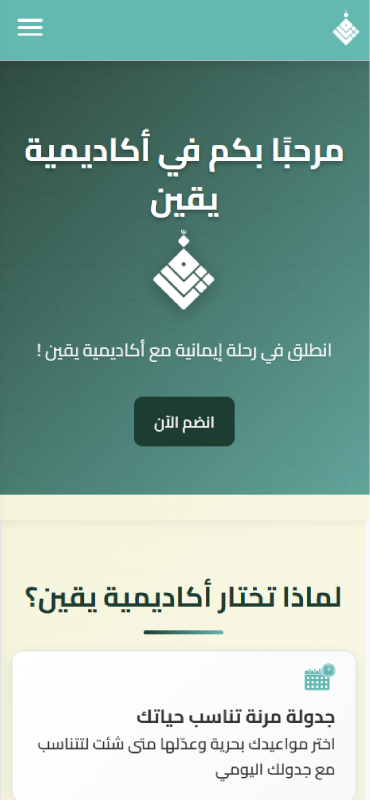 مرحبًا بكم في أكاديمية
يقين
انطلق في رحلة إيمانية مع أكاديمية يقين !
انضم الآن
لماذا تختار أكاديمية يقين؟
جدولة مرنة تناسب حياتك
اختر مواعيدك بحرية وعدّلها متى شئت لتتناسب
مع جدولك اليومي